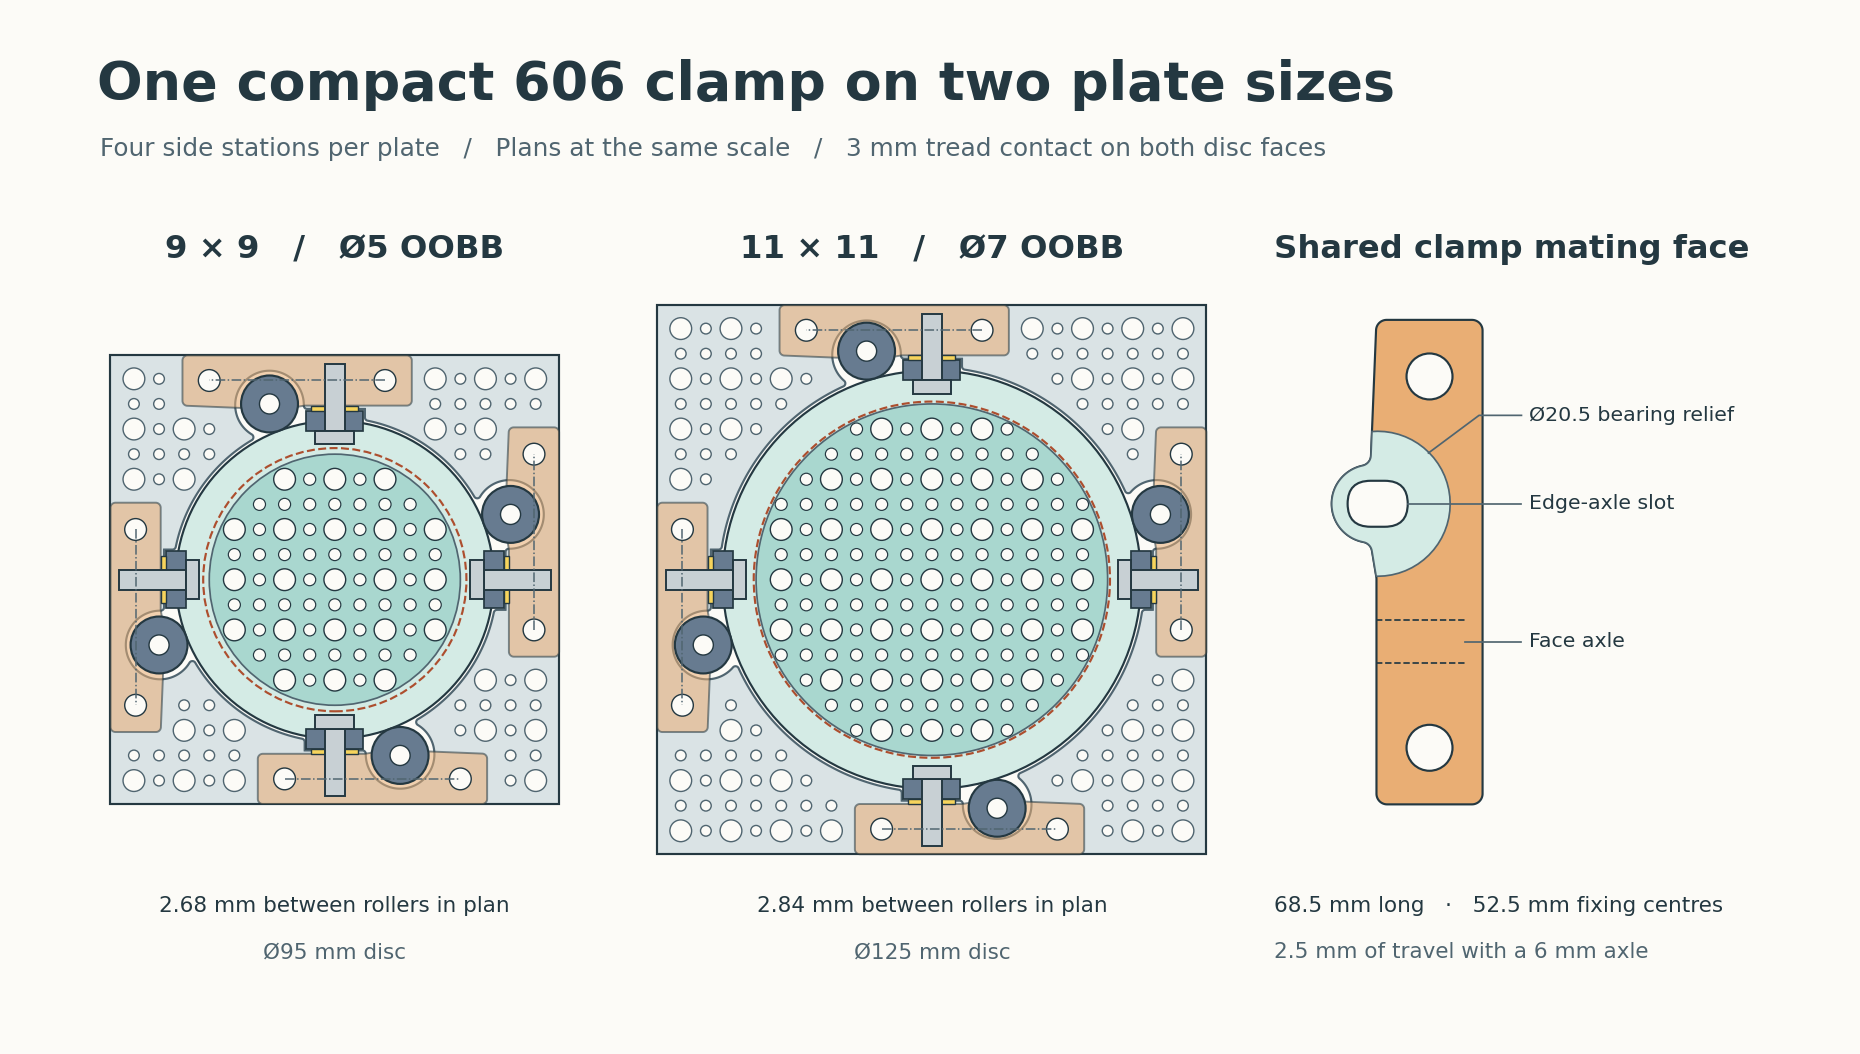 One compact 606 clamp on two plate sizes
Four side stations per plate / Plans at the same scale / 3 mm tread contact on both disc faces
9 × 9 / Ø5 OOBB
11 × 11 / Ø7 OOBB
Shared clamp mating face
Ø20.5 bearing relief
Edge-axle slot
Face axle
2.68 mm between rollers in plan
Ø95 mm disc
2.84 mm between rollers in plan
Ø125 mm disc
68.5 mm long · 52.5 mm fixing centres
2.5 mm of travel with a 6 mm axle